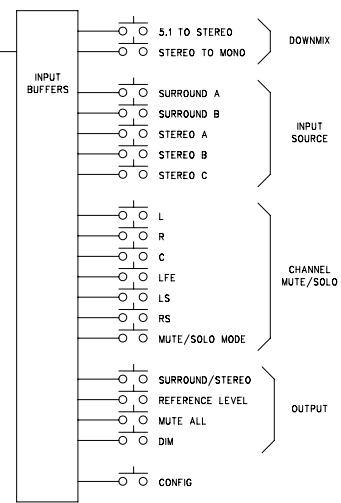 5.1 TO STEREO
STEREO TO MONO
DOWNMIX
INPUT
BUFFERS
SURROUND A
SURROUND B
STEREO A
STEREO B
STEREO C
INPUT
SOURCE
L
R
C
LFE
LS
RS
MUTE/SOLO MODE
CHANNEL
MUTE/SOLO
SURROUND/STEREO
REFERENCE LEVEL
MUTE ALL
DIM
OUTPUT
CONFIG